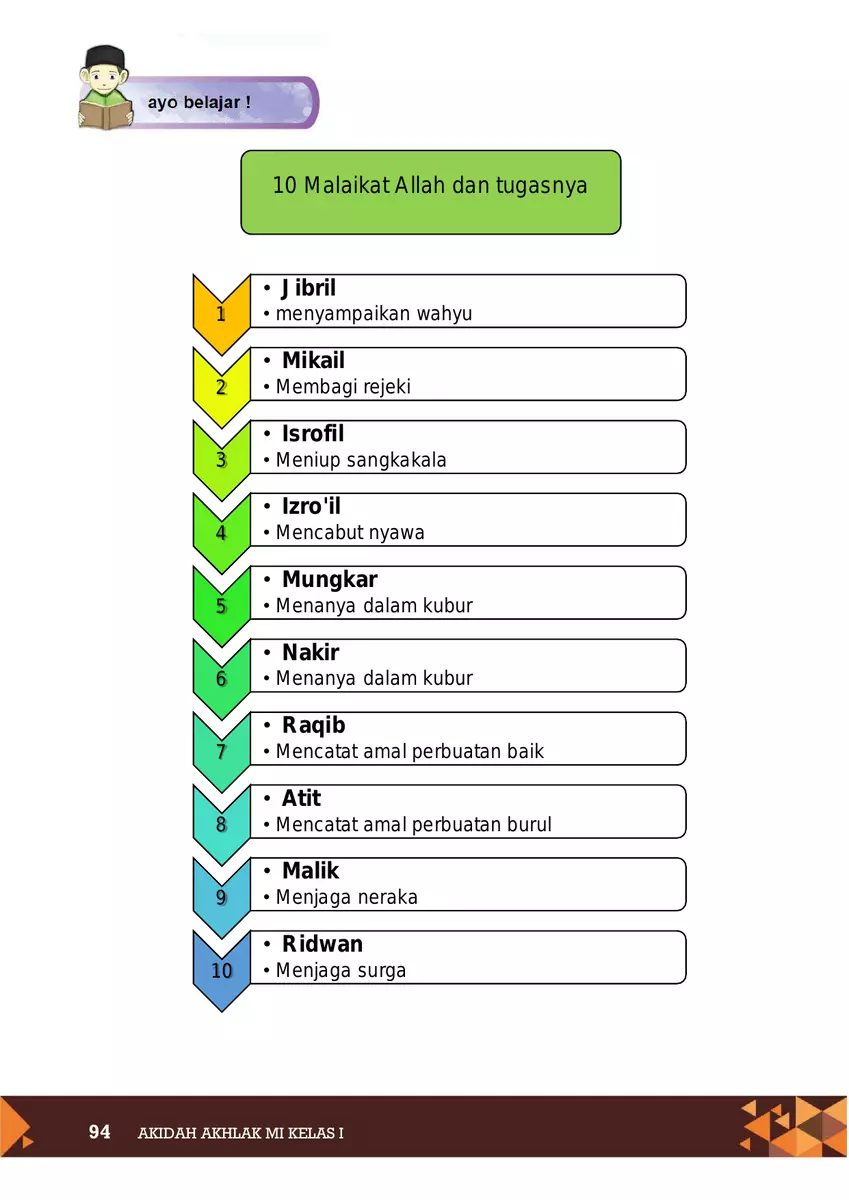 ayo belajar !
10 Malaikat Allah dan tugasnya
1
• Jibril
• menyampaikan wahyu
2
• Mikail
• Membagi rejeki
3
• Isrofil
• Meniup sangkakala
4
• Izro'il
• Mencabut nyawa
5
• Mungkar
• Menanya dalam kubur
6
• Nakir
• Menanya dalam kubur
7
• Raqib
• Mencatat amal perbuatan baik
8
• Atit
• Mencatat amal perbuatan burul
9
• Malik
• Menjaga neraka
10
• Ridwan
• Menjaga surga
94 AKIDAH AKHLAK MI KELAS I